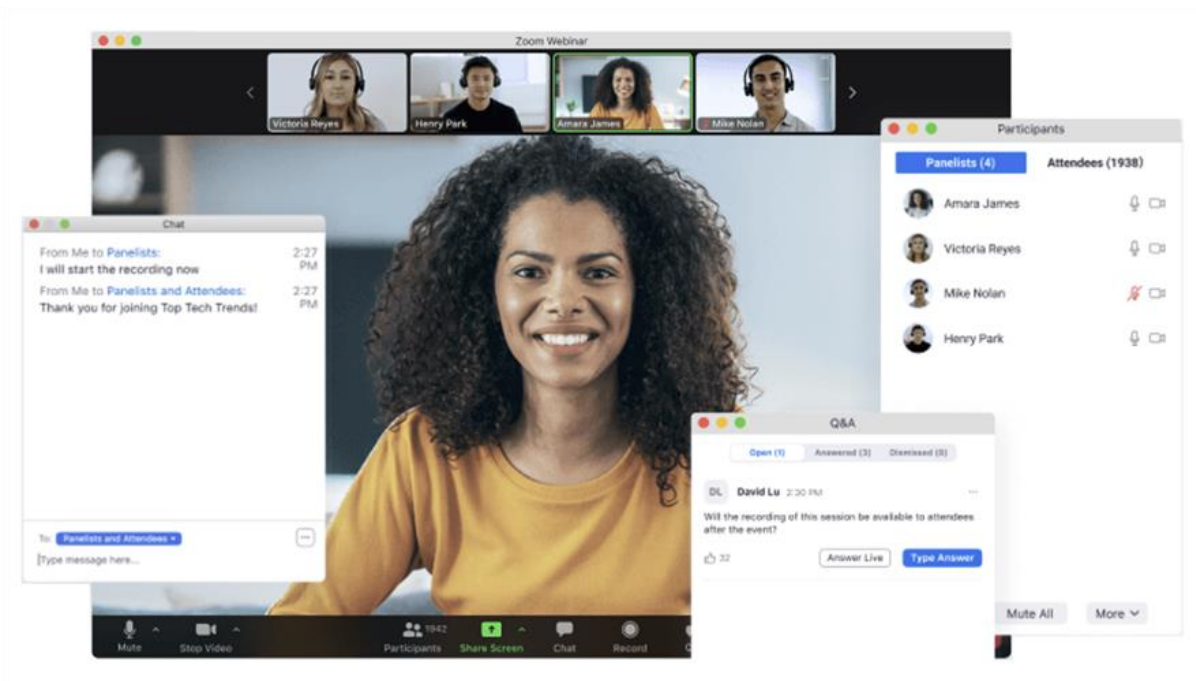 Zoom Webinar
Victoria Reyes
Henry Park
Amara James
Mike Nolan
Participants
Panelists (4)
Attendees (1938)
Amara James
Victoria Reyes
Mike Nolan
Henry Park
Mute All
More
Chat
From Me to Panelists:
2:27 PM
I will start the recording now
From Me to Panelists and Attendees:
2:27 PM
Thank you for joining Top Tech Trends!
To: Panelists and Attendees
Type message here...
Q&A
Open (1)
Answered (3)
Dismissed (0)
DL
David Lu 2:30 PM
Will the recording of this session be available to attendees
after the event?
32
Answer Live
Type Answer
Mute
Stop Video
1942
Participants
Share Screen
Chat
Record